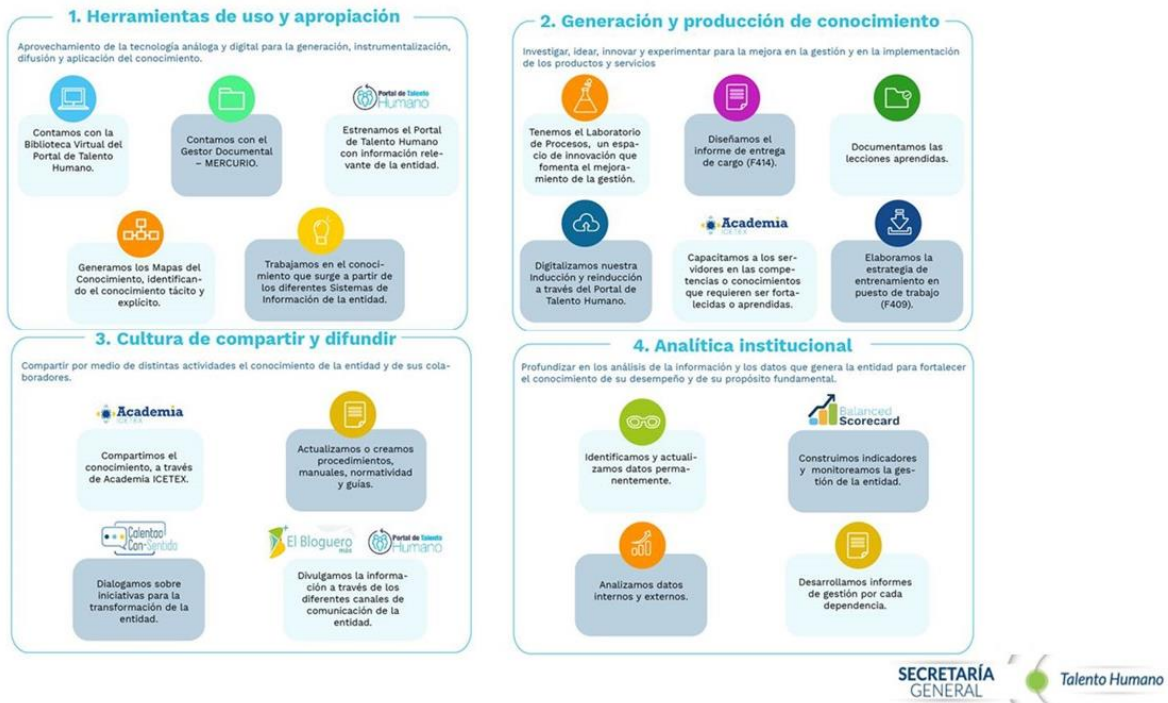 1. Herramientas de uso y apropiación
Aprovechamiento de la tecnología análoga y digital para la generación, instrumentalización,
difusión y aplicación del conocimiento.
Contamos con la
Biblioteca Virtual del
Portal de Talento
Humano.
Contamos con el
Gestor Documental
– MERCURIO.
Portal de Talento
Humano
Estrenamos el Portal
de Talento Humano
con información rele-
vante de la entidad.
Generamos los Mapas del
Conocimiento, identifican-
do el conocimiento tácito y
explícito.
Trabajamos en el conoci-
miento que surge a partir de
los diferentes Sistemas de
Información de la entidad.
2. Generación y producción de conocimiento
Investigar, idear, innovar y experimentar para la mejora en la gestión y en la implementación
de los productos y servicios
Tenemos el Laboratorio
de Procesos, un espa-
cio de innovación que
fomenta el mejora-
miento de la gestión.
Diseñamos el
informe de entrega
de cargo (F414).
Documentamos las
lecciones aprendidas.
Digitalizamos nuestra
Inducción y reinducción
a través del Portal de
Talento Humano.
Academia
ICETEX
Capacitamos a los ser-
vidores en las compe-
tencias o conocimientos
que requieren ser forta-
lecidas o aprendidas.
Elaboramos la
estrategia de
entrenamiento en
puesto de trabajo
(F409).
3. Cultura de compartir y difundir
Compartir por medio de distintas actividades el conocimiento de la entidad y de sus cola-
boradores.
Academia
ICETEX
Compartimos el
conocimiento, a través
de Academia ICETEX.
Actualizamos o creamos
procedimientos,
manuales, normatividad
y guías.
Con-Sentido
Dialogamos sobre
iniciativas para la
transformación de la
entidad.
El Bloguero
Portal de Talento
Humano
Divulgamos la informa-
ción a través de los
diferentes canales de
comunicación de la
entidad.
4. Analítica institucional
Profundizar en los análisis de la información y los datos que genera la entidad para fortalecer
el conocimiento de su desempeño y de su propósito fundamental.
Identificamos y actuali-
zamos datos perma-
nentemente.
Balanced
Scorecard
Construimos indicadores
y monitoreamos la ges-
tión de la entidad.
Analizamos datos
internos y externos.
Desarrollamos informes
de gestión por cada
dependencia.
SECRETARÍA
GENERAL
Talento Humano